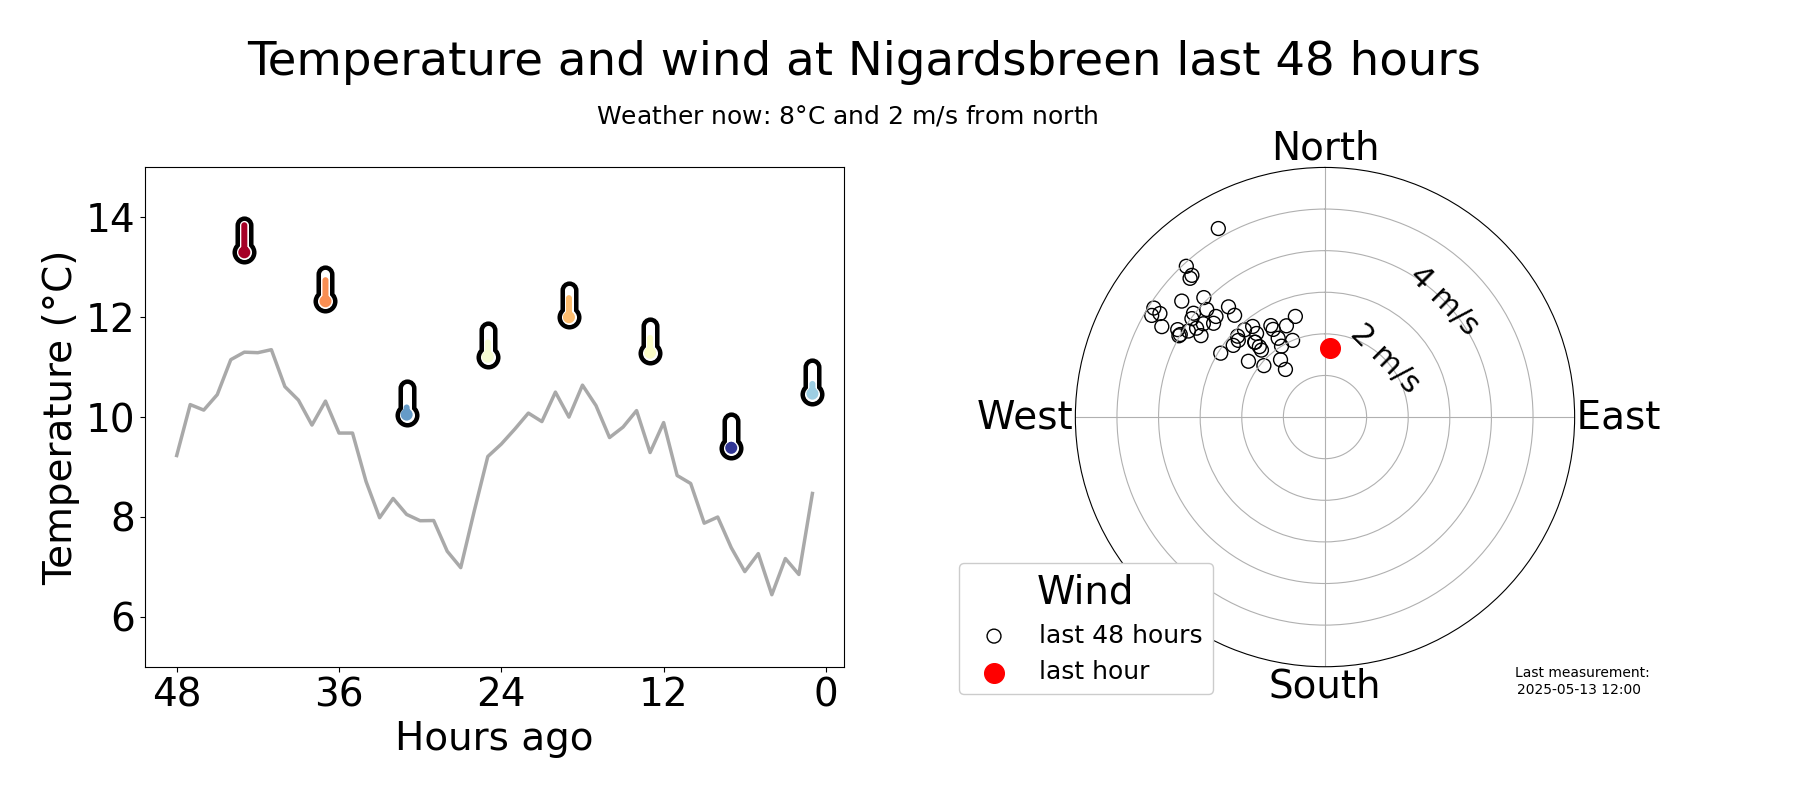 Temperature and wind at Nigardsbreen last 48 hours
Weather now: 8°C and 2 m/s from north
Temperature (°C)
14
12
10
8
6
48 36 24 12 0
Hours ago
North
West
East
South
4 m/s
2 m/s
Wind
last 48 hours
last hour
Last measurement:
2025-05-13 12:00